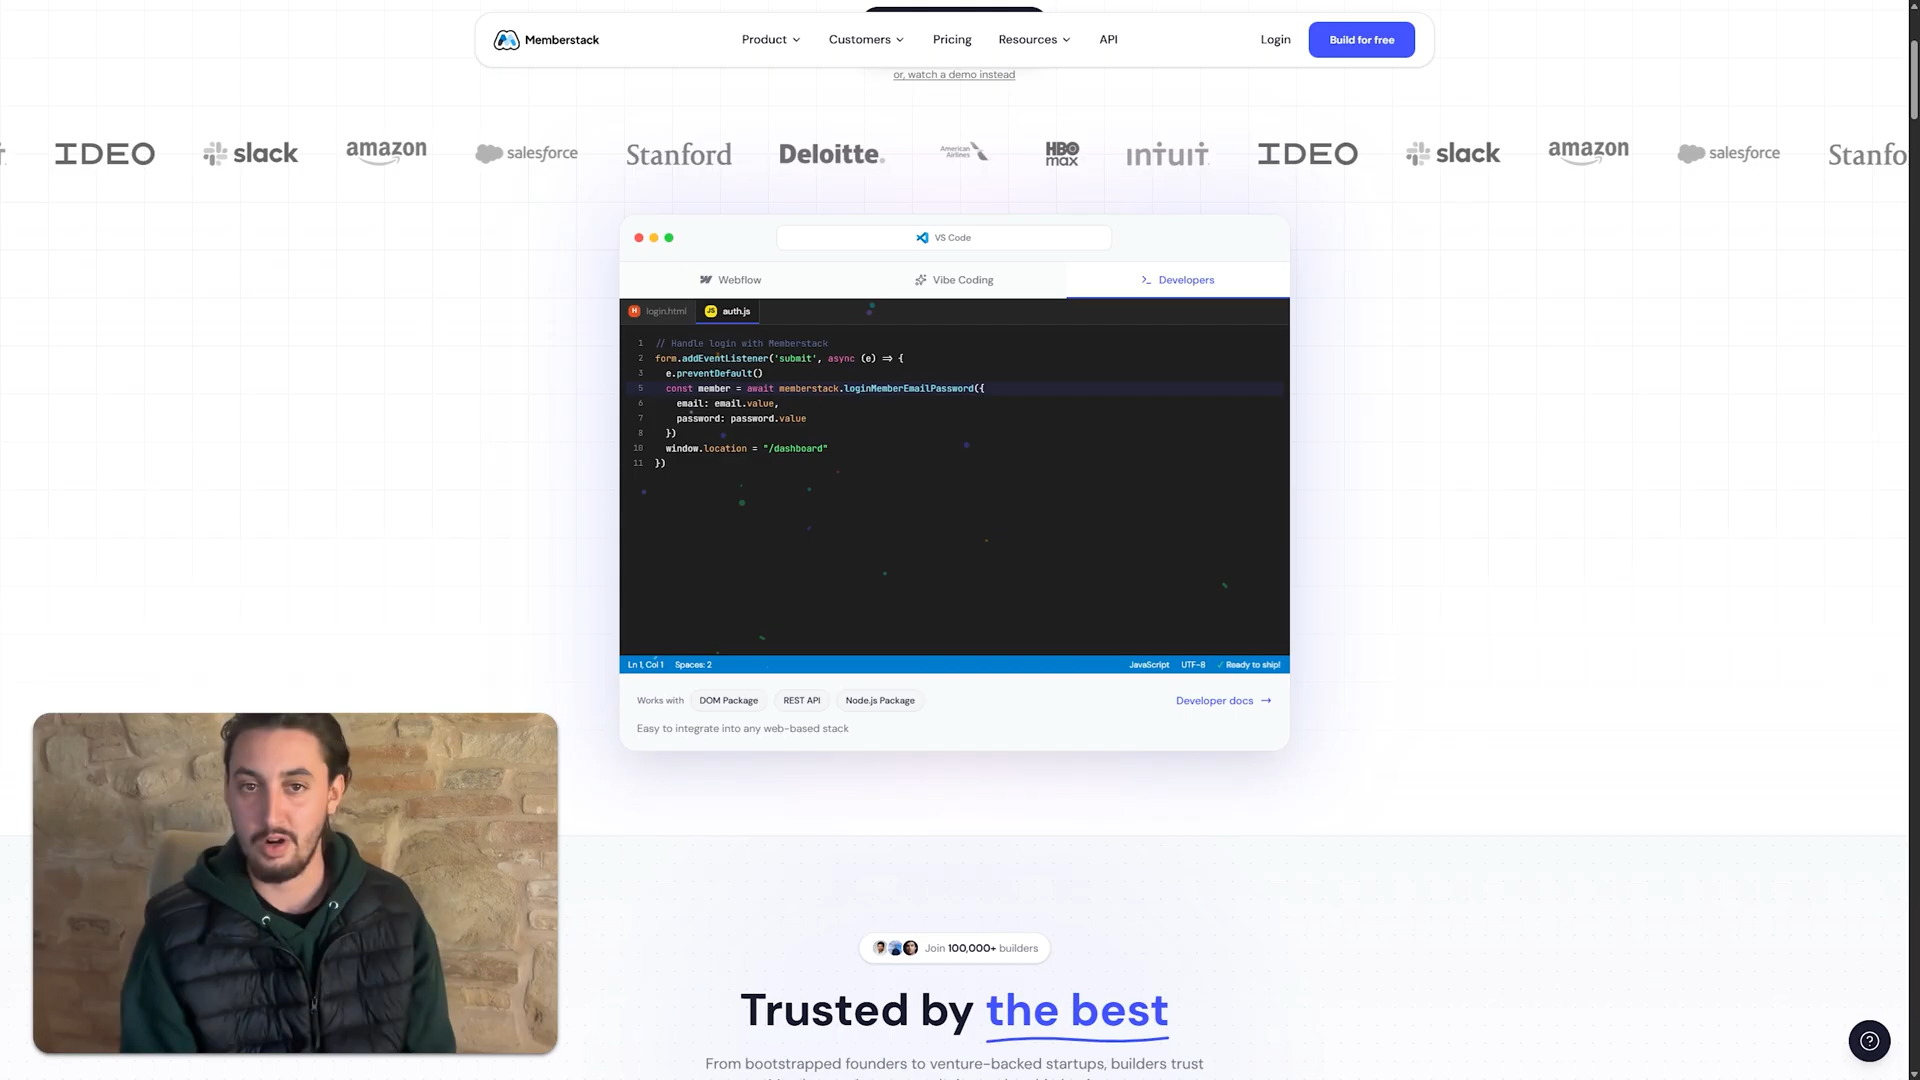 Memberstack
Product
Customers
Pricing
Resources
API
Login
Build for free
or, watch a demo instead
IDEO
slack
amazon
salesforce
Stanford
Deloitte.
American Airlines
HBO max
intuit
IDEO
slack
amazon
salesforce
Stanfo
VS Code
Webflow
Vibe Coding
>_ Developers
login.html
JS auth.js
1 // Handle login with Memberstack
2 form.addEventListener('submit', async (e) => {
3 e.preventDefault()
5 const member = await memberstack.loginMemberEmailPassword({
6 email: email.value,
7 password: password.value
8 })
10 window.location = "/dashboard"
11 })
Ln 1, Col 1 Spaces: 2
JavaScript UTF-8 ✓ Ready to ship!
Works with DOM Package REST API Node.js Package
Developer docs →
Easy to integrate into any web-based stack
Join 100,000+ builders
Trusted by the best
From bootstrapped founders to venture-backed startups, builders trust